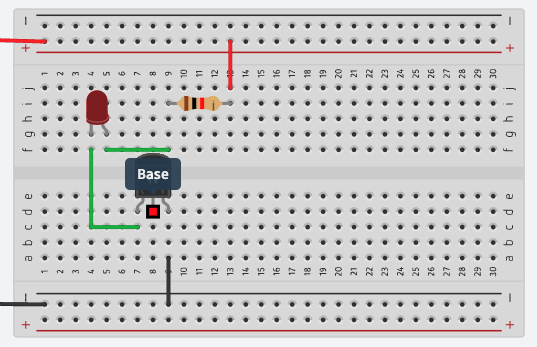 − −
+ +
1 2 3 4 5 6 7 8 9 10 11 12 13 14 15 16 17 18 19 20 21 22 23 24 25 26 27 28 29 30
j j
i i
h h
g g
f f
Base
e e
d d
c c
b b
a a
1 2 3 4 5 6 7 8 9 10 11 12 13 14 15 16 17 18 19 20 21 22 23 24 25 26 27 28 29 30
− −
+ +